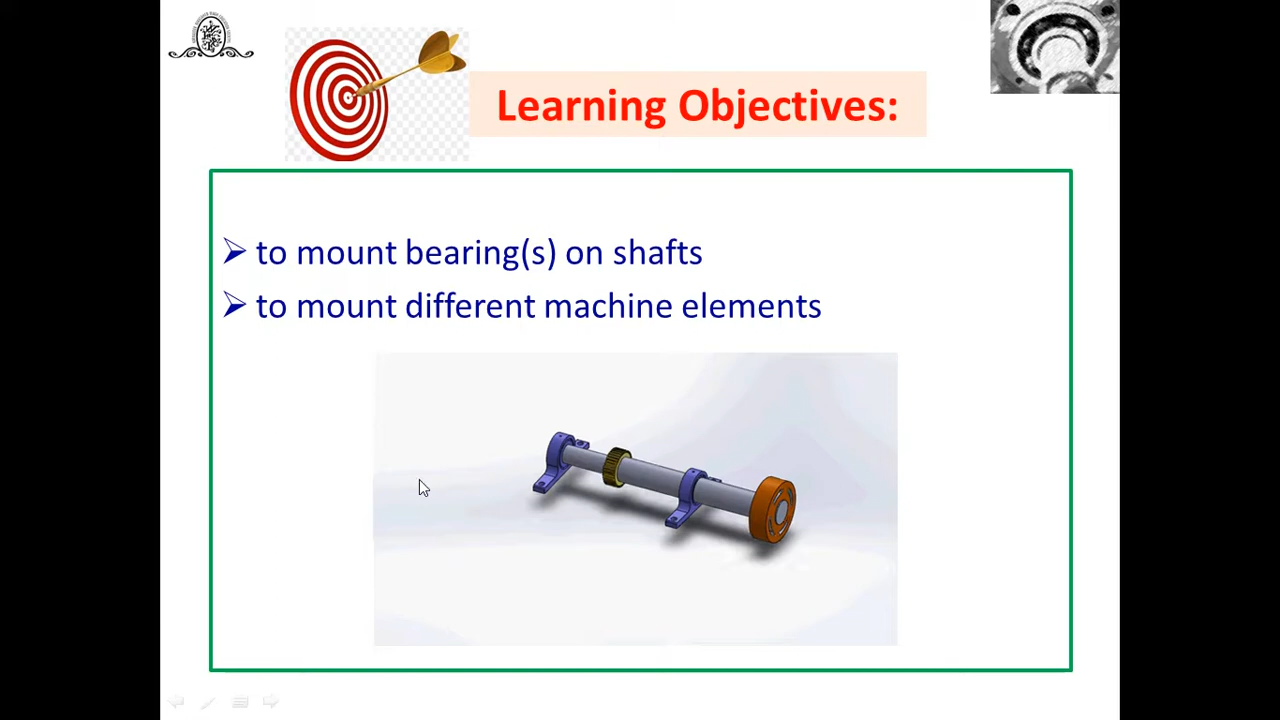 Learning Objectives:
to mount bearing(s) on shafts
to mount different machine elements